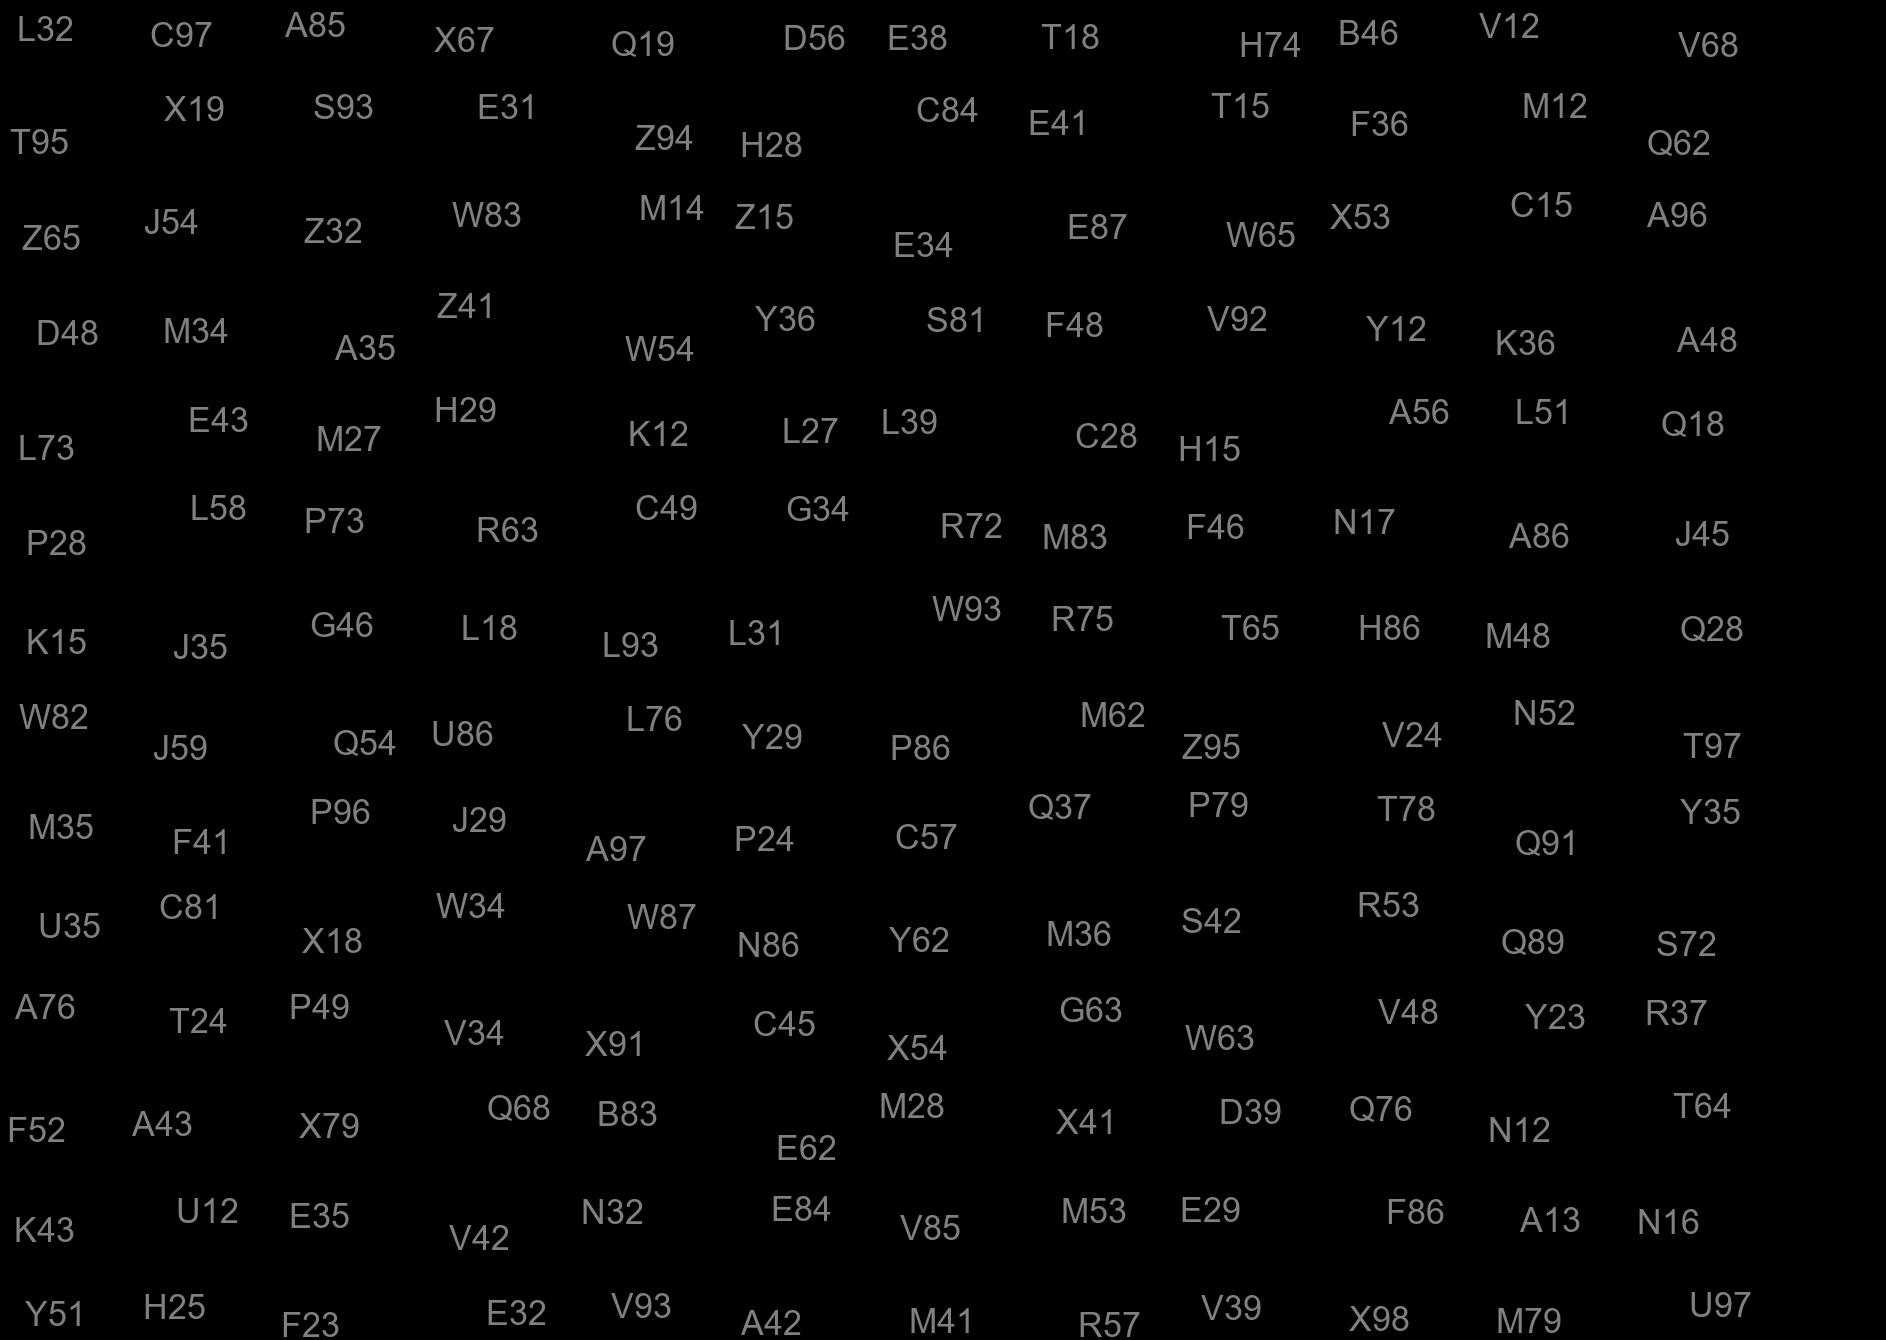 L32 C97 A85 X67 Q19 D56 E38 T18 H74 B46 V12 V68
T95 X19 S93 E31 Z94 H28 C84 E41 T15 F36 M12 Q62
Z65 J54 Z32 W83 M14 Z15 E34 E87 W65 X53 C15 A96
D48 M34 A35 Z41 W54 Y36 S81 F48 V92 Y12 K36 A48
L73 E43 M27 H29 K12 L27 L39 C28 H15 A56 L51 Q18
P28 L58 P73 R63 C49 G34 R72 M83 F46 N17 A86 J45
K15 J35 G46 L18 L93 L31 W93 R75 T65 H86 M48 Q28
W82 J59 Q54 U86 L76 Y29 P86 M62 Z95 V24 N52 T97
M35 F41 P96 J29 A97 P24 C57 Q37 P79 T78 Q91 Y35
U35 C81 X18 W34 W87 N86 Y62 M36 S42 R53 Q89 S72
A76 T24 P49 V34 X91 C45 X54 G63 W63 V48 Y23 R37
F52 A43 X79 Q68 B83 E62 M28 X41 D39 Q76 N12 T64
K43 U12 E35 V42 N32 E84 V85 M53 E29 F86 A13 N16
Y51 H25 F23 E32 V93 A42 M41 R57 V39 X98 M79 U97